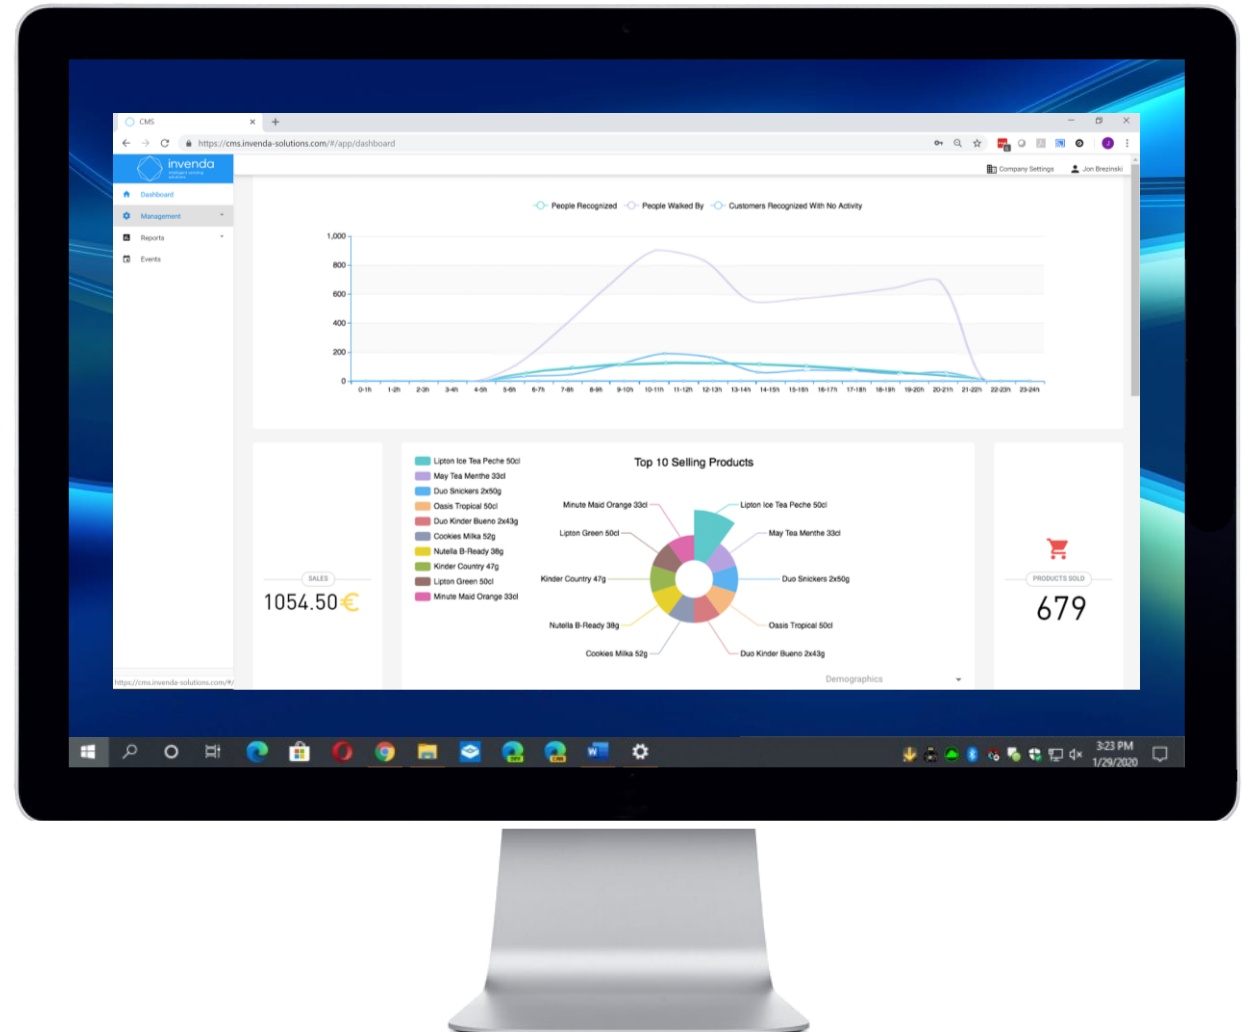 CMS
https://cms.invenda-solutions.com/#/app/dashboard
invenda
intelligent vending
solutions
Company Settings
Jon Brezinski
Dashboard
Management
Reports
Events
People Recognized People Walked By Customers Recognized With No Activity
1,000
800
600
400
200
0
0-1h 1-2h 2-3h 3-4h 4-5h 5-6h 6-7h 7-8h 8-9h 9-10h 10-11h 11-12h 12-13h 13-14h 14-15h 15-16h 16-17h 17-18h 18-19h 19-20h 20-21h 21-22h 22-23h 23-24h
SALES
1054.50 €
Lipton Ice Tea Peche 50cl
May Tea Menthe 33cl
Duo Snickers 2x50g
Oasis Tropical 50cl
Duo Kinder Bueno 2x43g
Cookies Milka 52g
Nutella B-Ready 38g
Kinder Country 47g
Lipton Green 50cl
Minute Maid Orange 33cl
Top 10 Selling Products
Minute Maid Orange 33cl
Lipton Ice Tea Peche 50cl
Lipton Green 50cl
May Tea Menthe 33cl
Kinder Country 47g
Duo Snickers 2x50g
Nutella B-Ready 38g
Oasis Tropical 50cl
Cookies Milka 52g
Duo Kinder Bueno 2x43g
Demographics
PRODUCTS SOLD
679
https://cms.invenda-solutions.com/#/
3:23 PM
1/29/2020